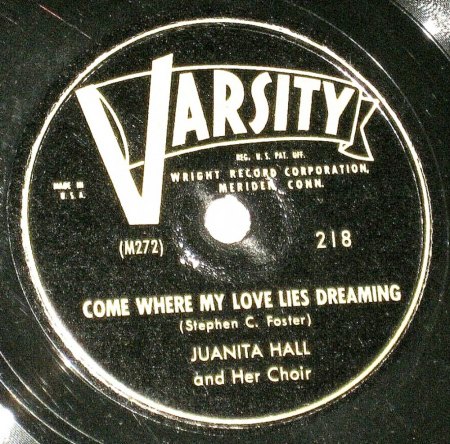 VARSITY
REG. U.S. PAT. OFF.
WRIGHT RECORD CORPORATION,
MERIDEN, CONN.
MADE IN
U.S.A.
(M272)
218
COME WHERE MY LOVE LIES DREAMING
(Stephen C. Foster)
JUANITA HALL
and Her Choir